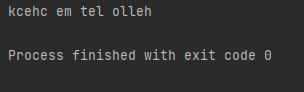 kcehc em tel olleh
Process finished with exit code 0